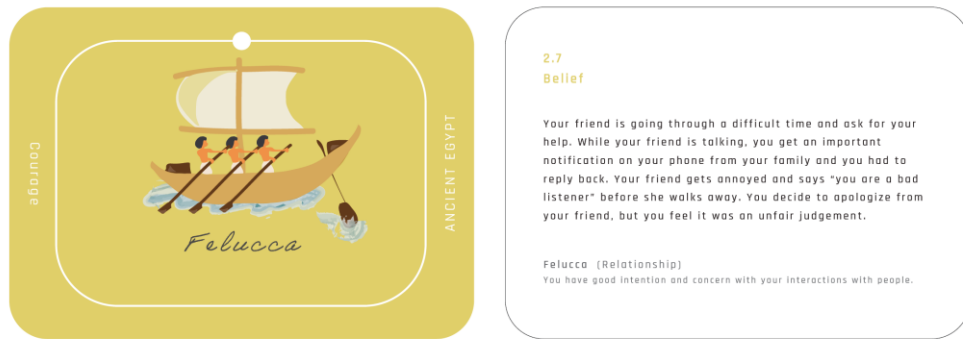 Courage
Felucca
ANCIENT EGYPT
2.7
Belief
Your friend is going through a difficult time and ask for your
help. While your friend is talking, you get an important
notification on your phone from your family and you had to
reply back. Your friend gets annoyed and says “you are a bad
listener” before she walks away. You decide to apologize from
your friend, but you feel it was an unfair judgement.
Felucca (Relationship)
You have good intention and concern with your interactions with people.